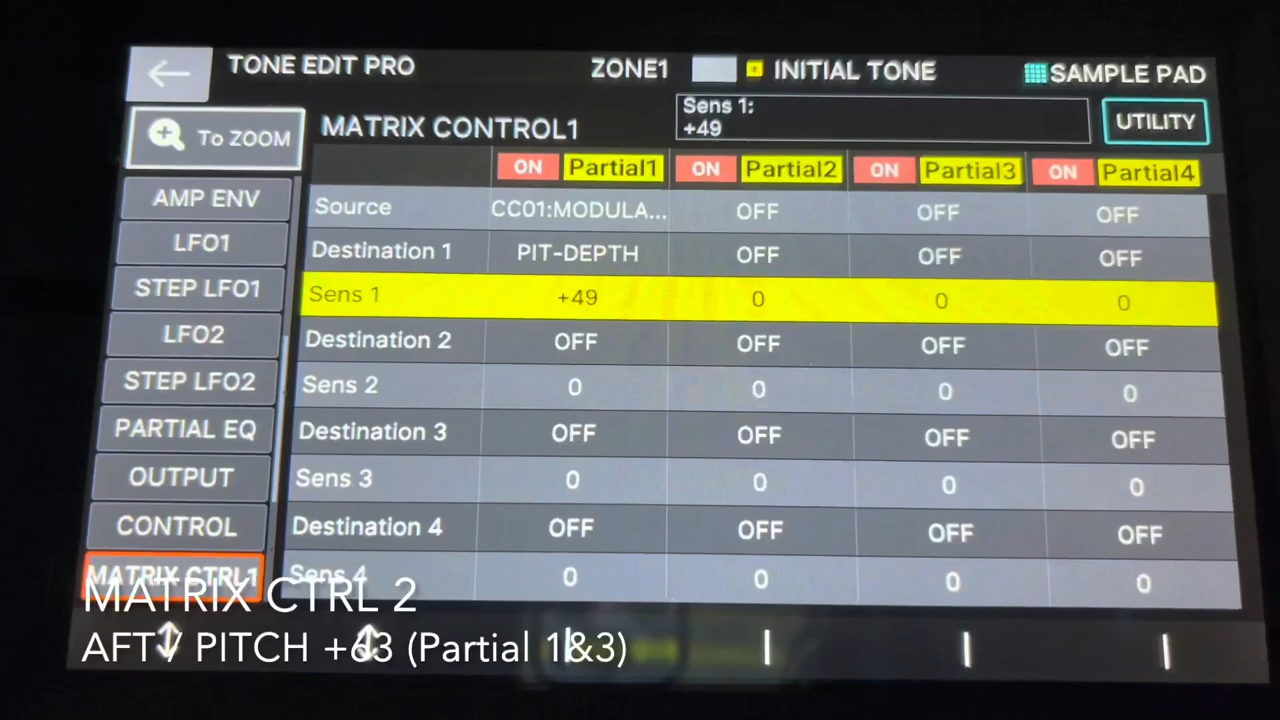 TONE EDIT PRO ZONE1 INITIAL TONE SAMPLE PAD
To ZOOM MATRIX CONTROL1 Sens 1: UTILITY
+49
ON Partial1 ON Partial2 ON Partial3 ON Partial4
AMP ENV Source CC01:MODULA... OFF OFF OFF
LFO1 Destination 1 PIT-DEPTH OFF OFF OFF
STEP LFO1 Sens 1 +49 0 0 0
LFO2 Destination 2 OFF OFF OFF OFF
STEP LFO2 Sens 2 0 0 0 0
PARTIAL EQ Destination 3 OFF OFF OFF OFF
OUTPUT Sens 3 0 0 0 0
CONTROL Destination 4 OFF OFF OFF OFF
MATRIX CTRL1 Sens 4 0 0 0 0
MATRIX CTRL 2
AFT / PITCH +63 (Partial 1&3)